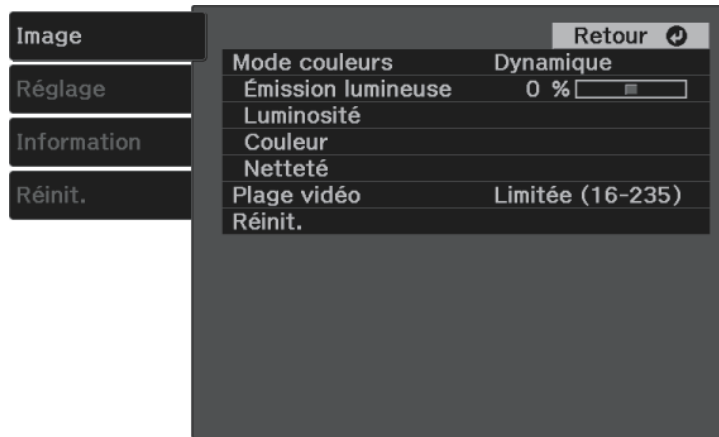 Image
Réglage
Information
Réinit.
Retour
Mode couleurs Dynamique
Émission lumineuse 0 %
Luminosité
Couleur
Netteté
Plage vidéo Limitée (16-235)
Réinit.